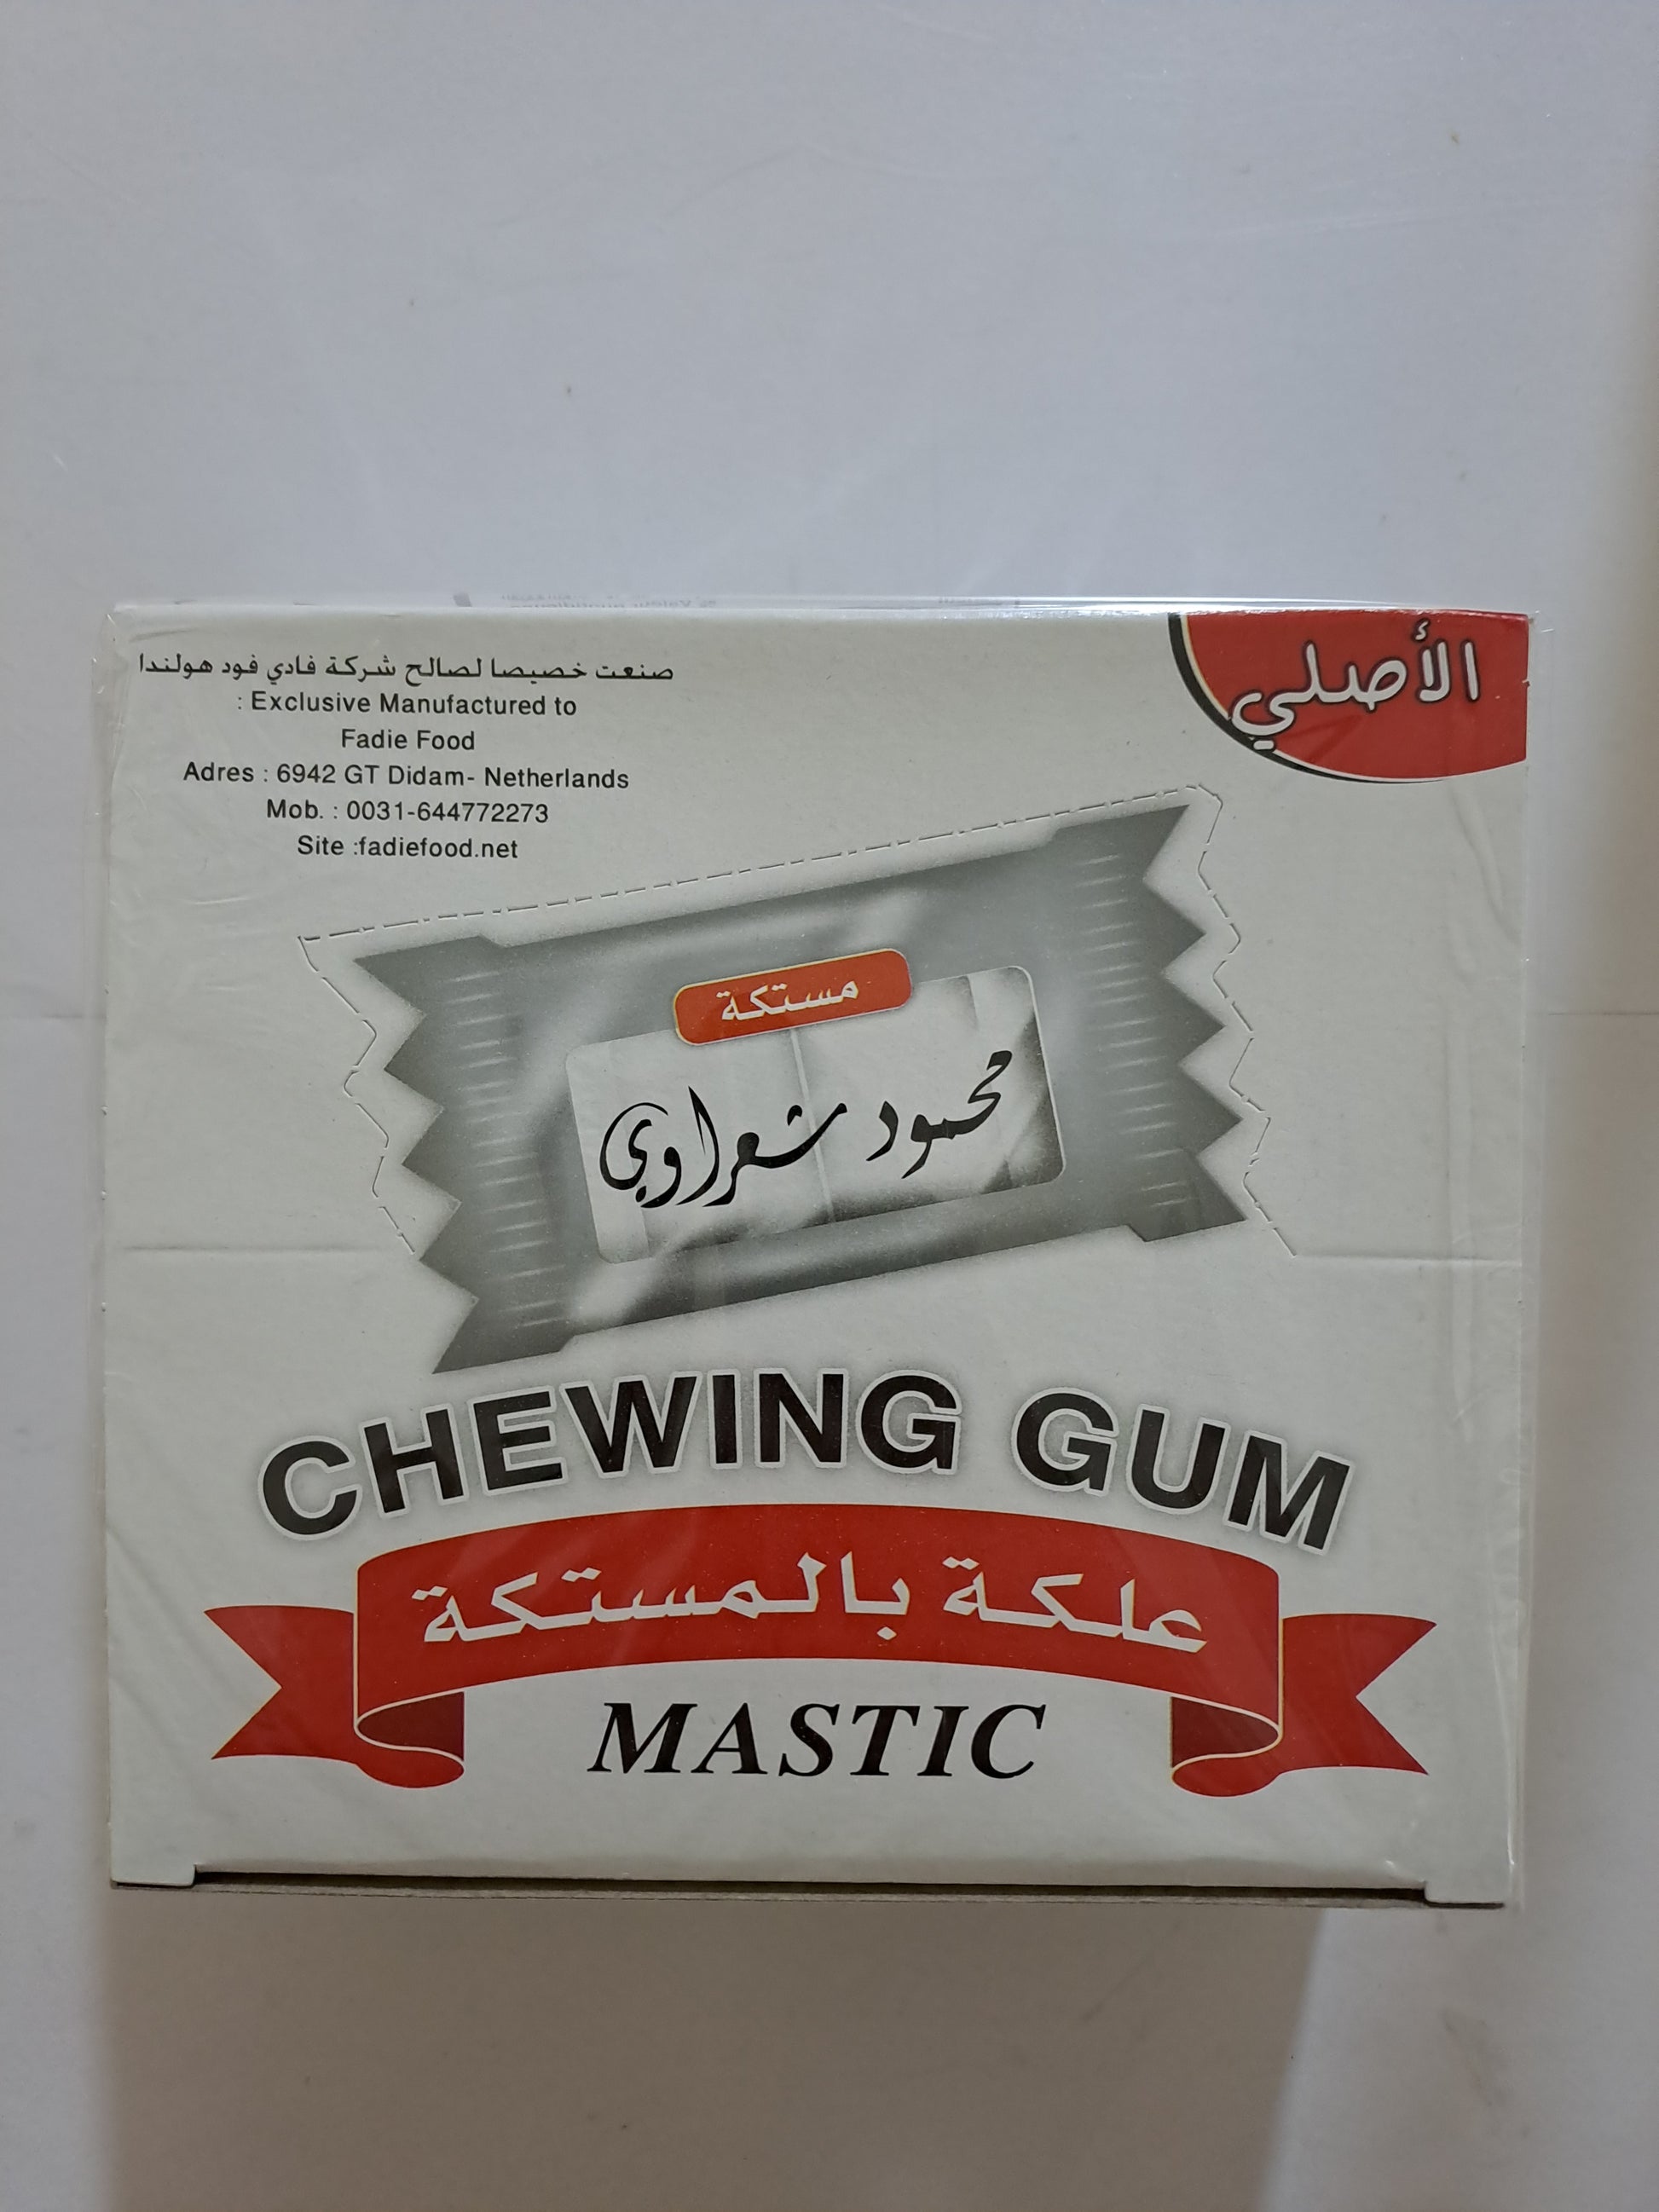 صنعت خصيصا لصالح شركة فادي فود هولندا
: Exclusive Manufactured to
Fadie Food
Adres : 6942 GT Didam- Netherlands
Mob. : 0031-644772273
Site :fadiefood.net
الأصلي
مستكة
محمود شعراوي
CHEWING GUM
علكة بالمستكة
MASTIC